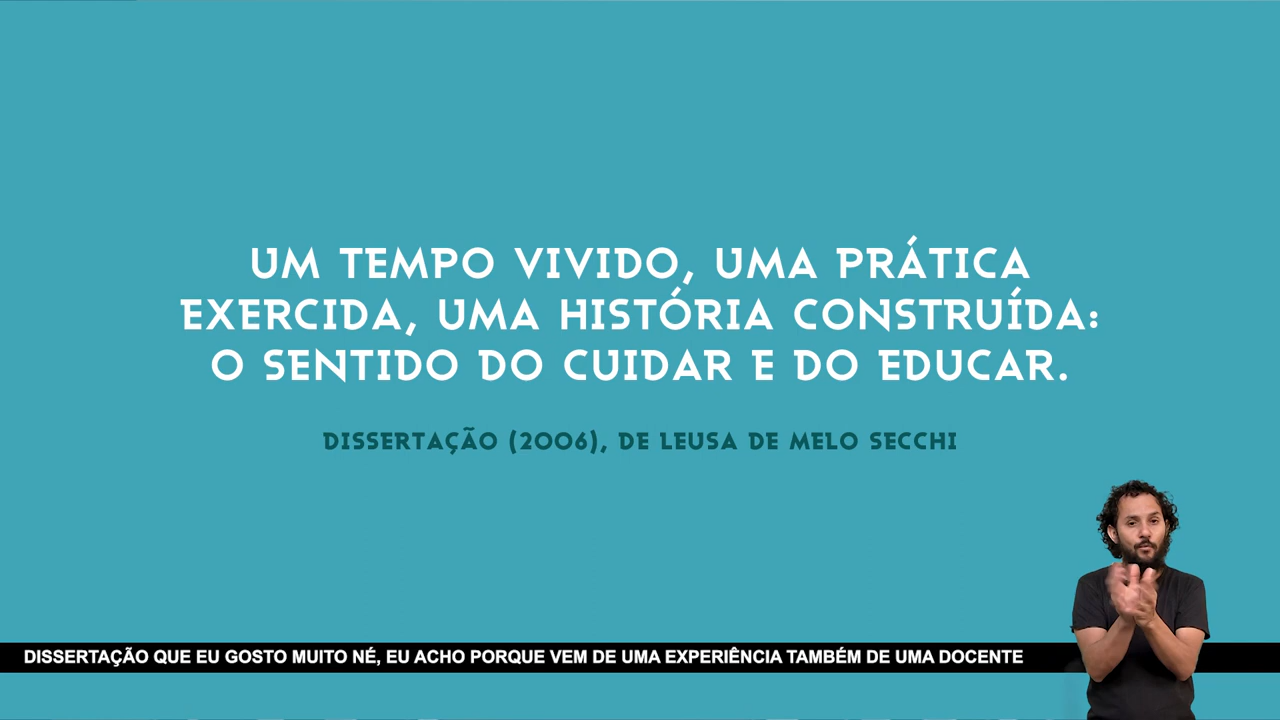 UM TEMPO VIVIDO, UMA PRÁTICA
EXERCIDA, UMA HISTÓRIA CONSTRUÍDA:
O SENTIDO DO CUIDAR E DO EDUCAR.
DISSERTAÇÃO (2006), DE LEUSA DE MELO SECCHI
DISSERTAÇÃO QUE EU GOSTO MUITO NÉ, EU ACHO PORQUE VEM DE UMA EXPERIÊNCIA TAMBÉM DE UMA DOCENTE